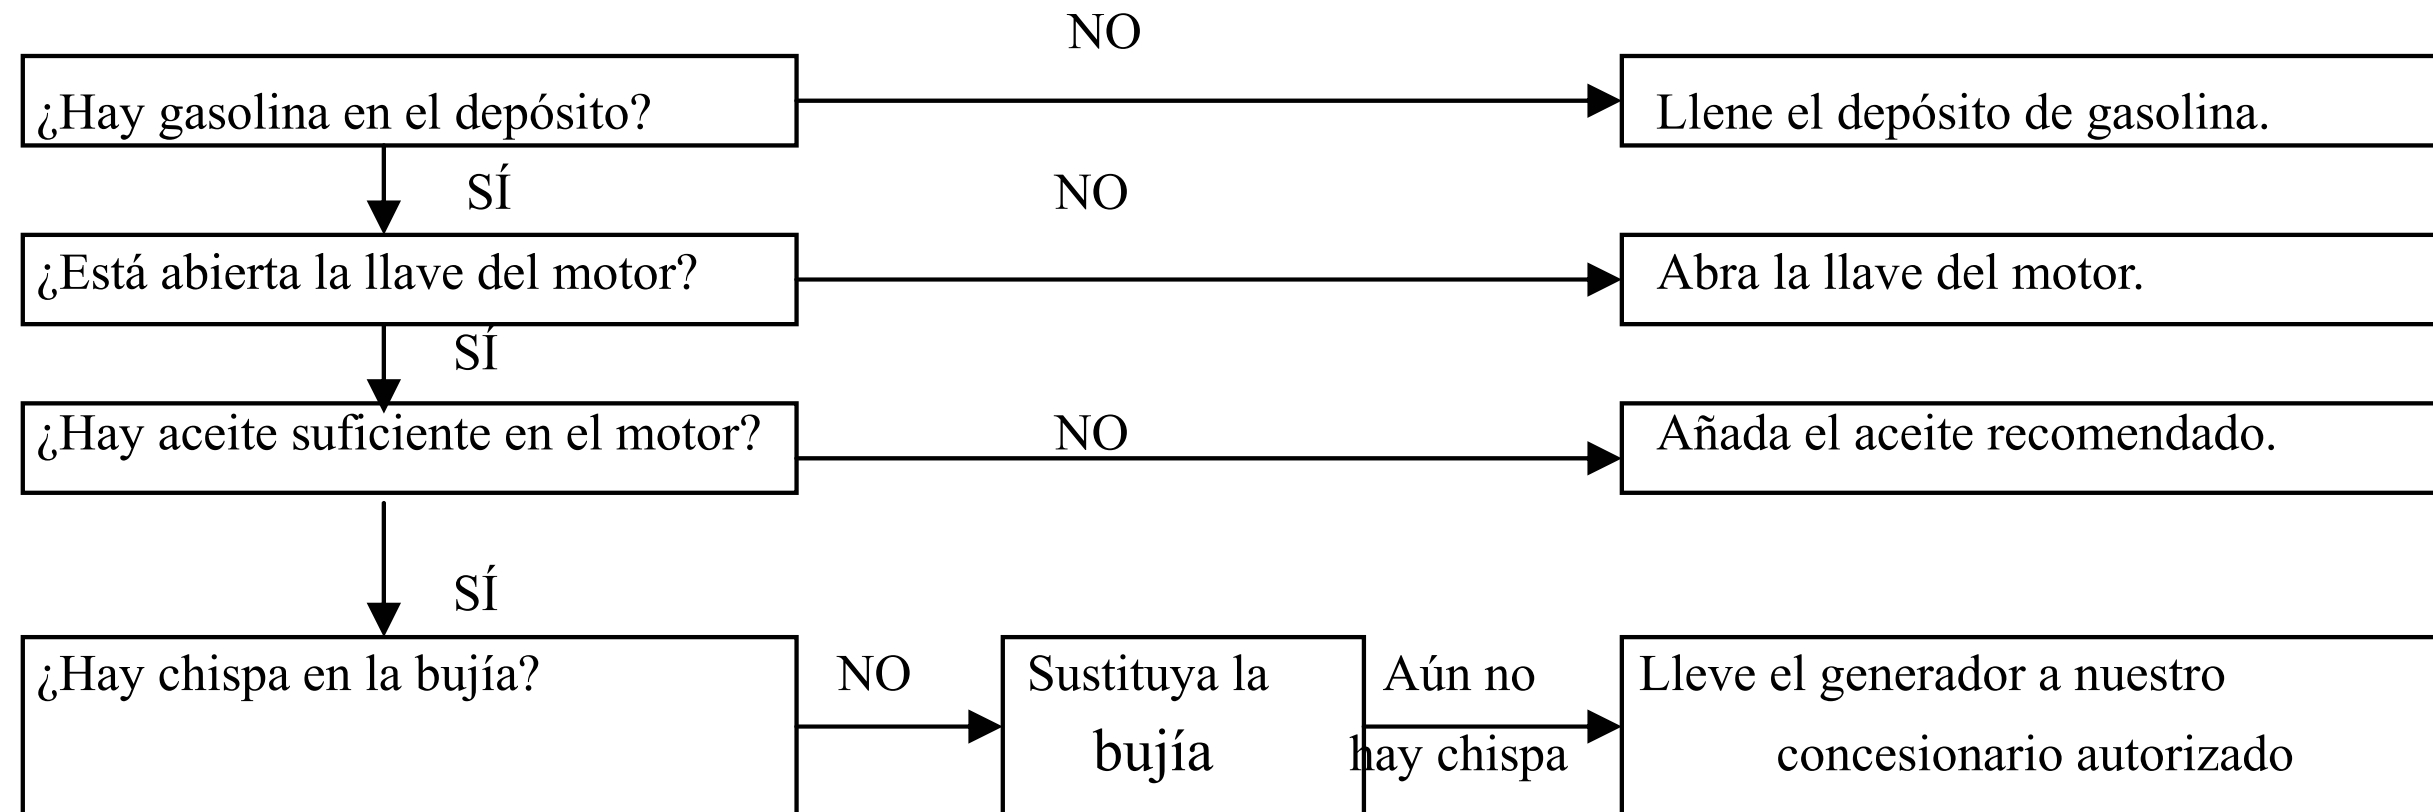 NO
¿Hay gasolina en el depósito?
Llene el depósito de gasolina.
SÍ
NO
¿Está abierta la llave del motor?
Abra la llave del motor.
SÍ
¿Hay aceite suficiente en el motor?
NO
Añada el aceite recomendado.
SÍ
¿Hay chispa en la bujía?
NO
Sustituya la
bujía
Aún no
hay chispa
Lleve el generador a nuestro
concesionario autorizado